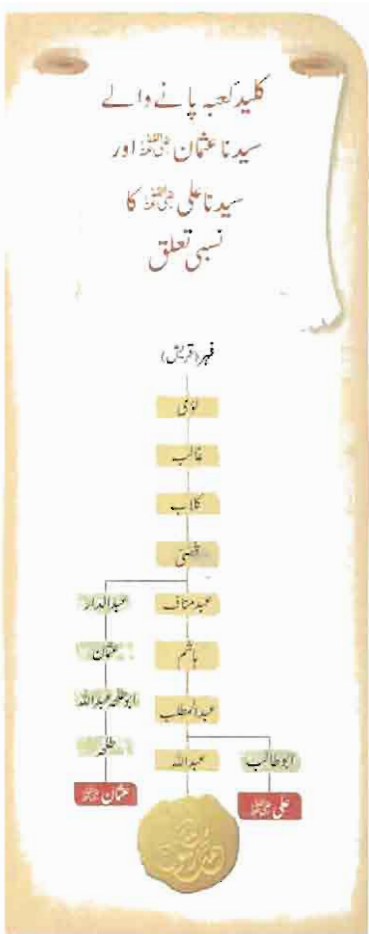 کلید کعبہ پانے والے
سیدنا عثمان رضی اللہ عنہ اور
سیدنا علی رضی اللہ عنہ کا
نسبی تعلق
فہر (قریش)
لؤی
غالب
کلاب
قصی
عبدالدار عبد مناف
عثمان ہاشم
ابو طلحہ عبداللہ عبدالمطلب
طلحہ عبداللہ ابو طالب
عثمان رضی اللہ عنہ علی رضی اللہ عنہ